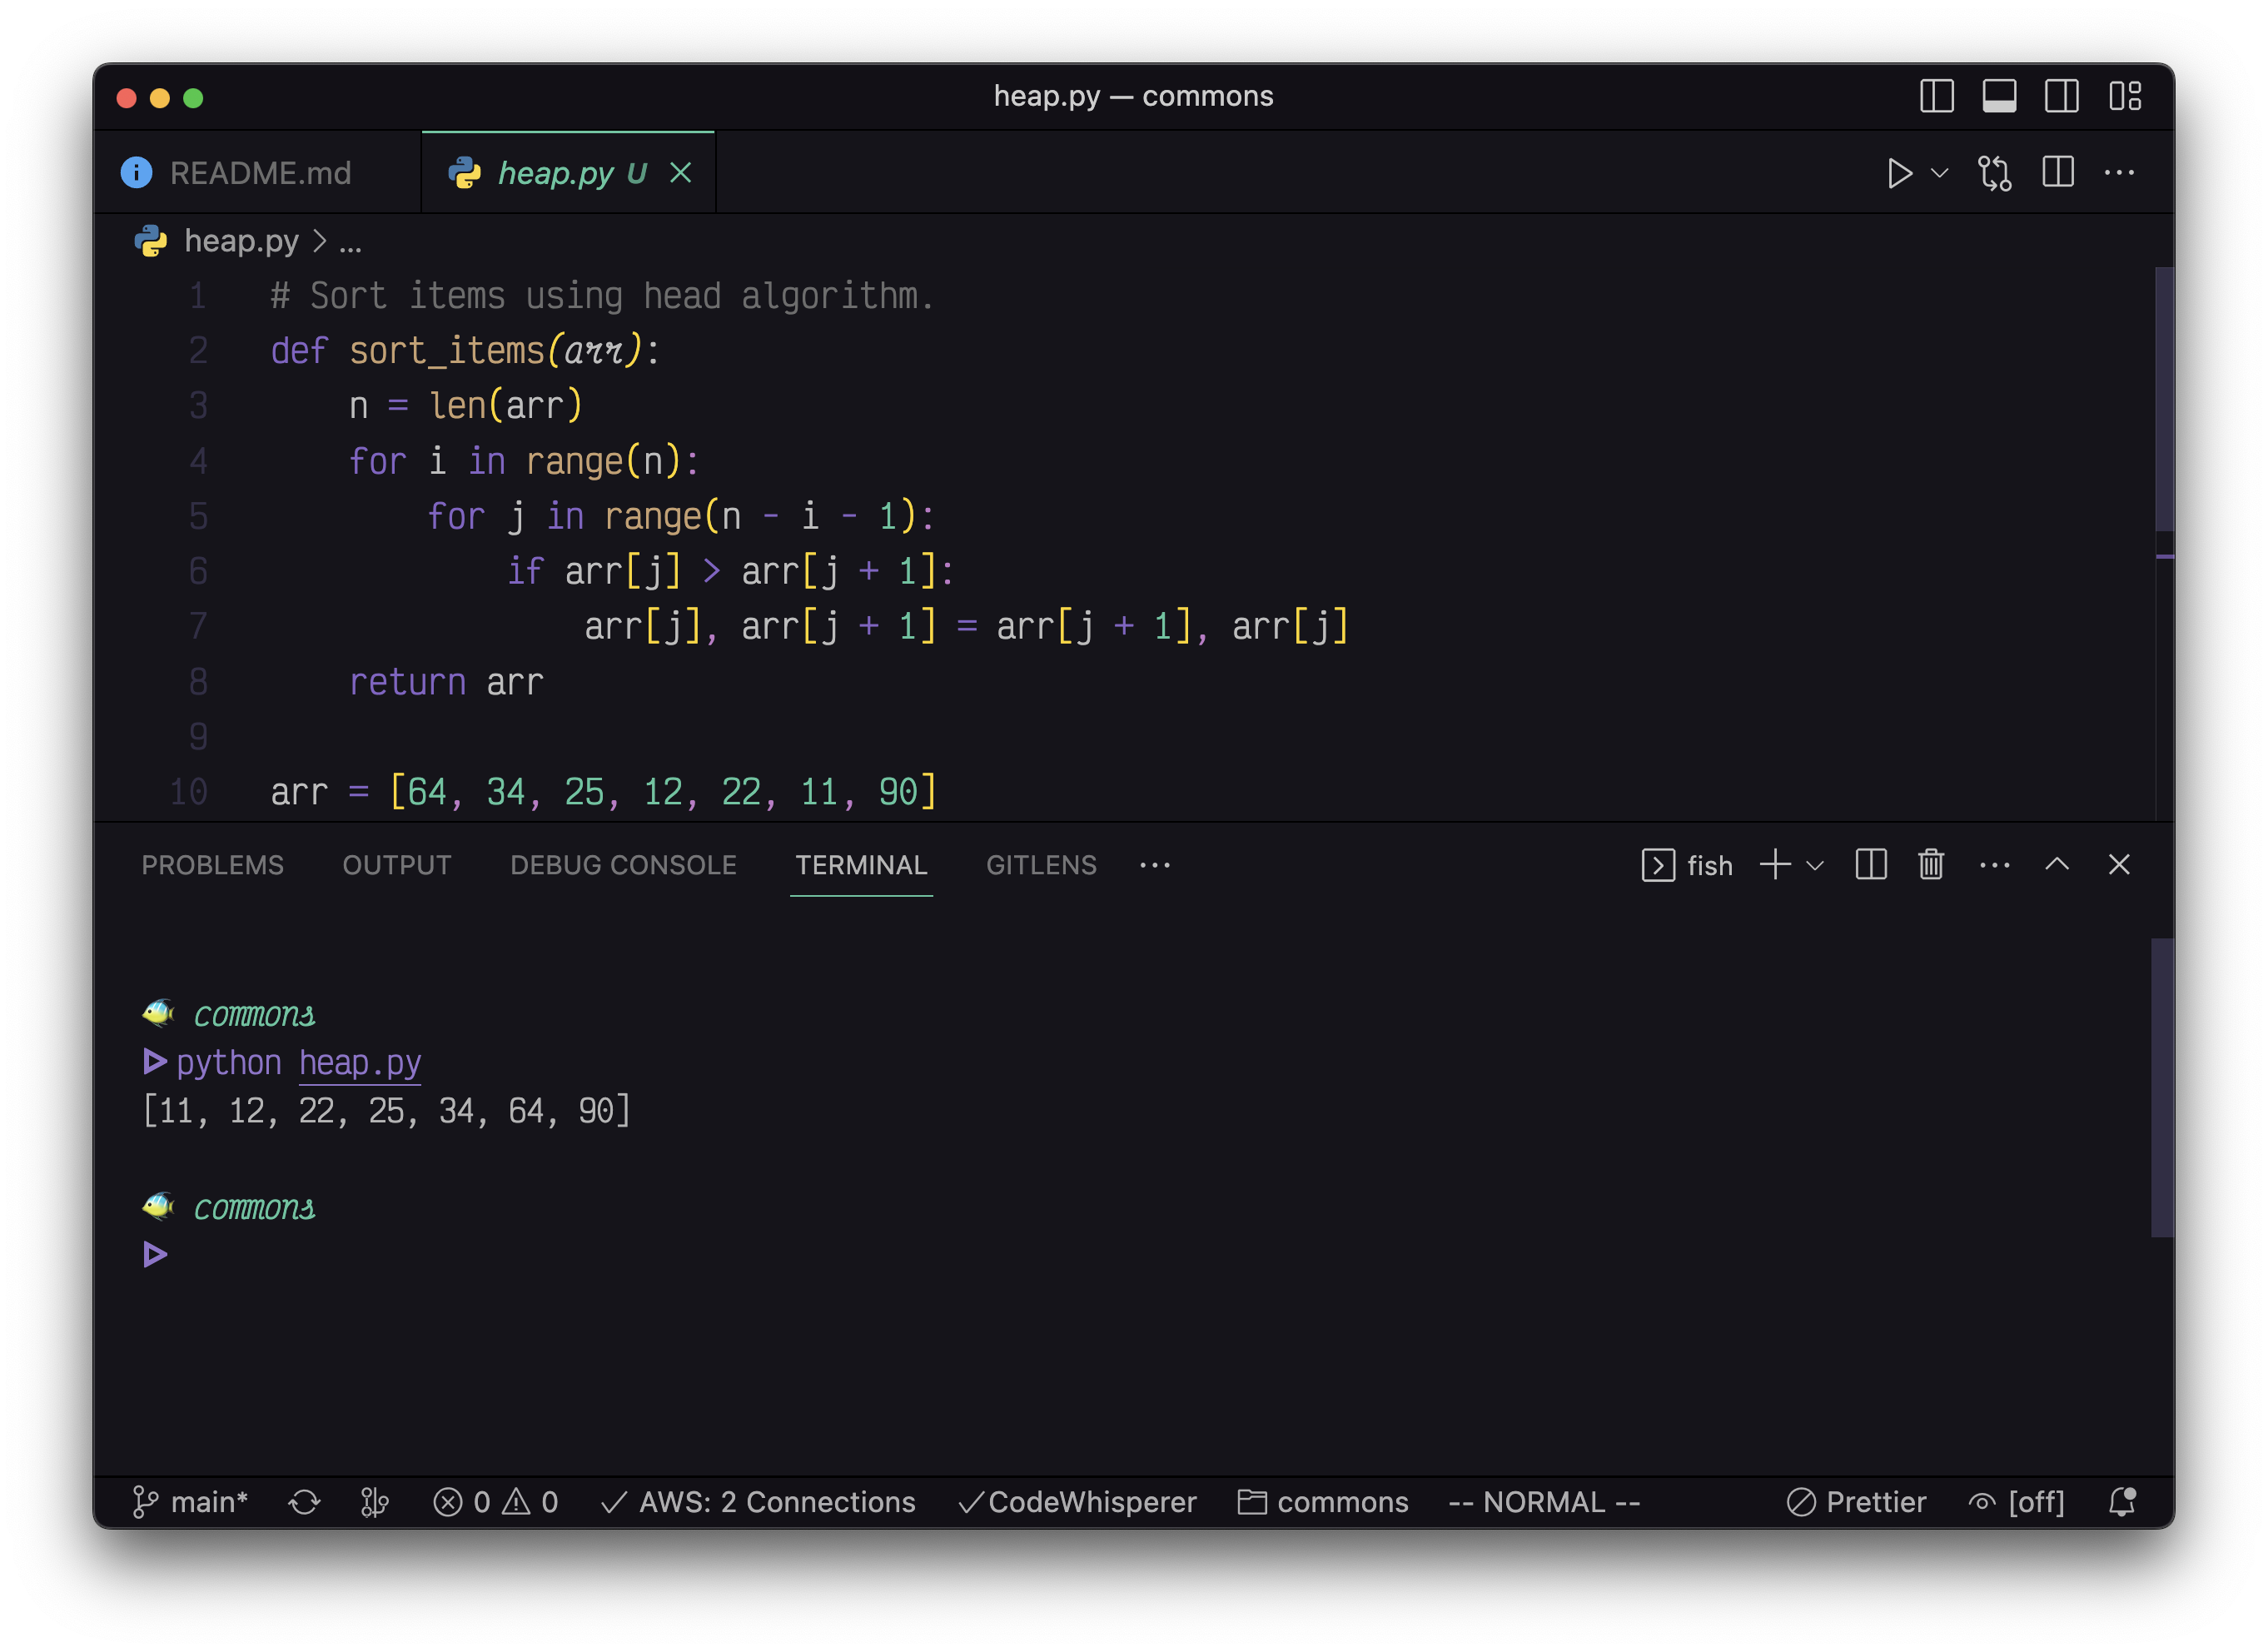 heap.py — commons
README.md
heap.py U
heap.py > ...
1 # Sort items using head algorithm.
2 def sort_items(arr):
3     n = len(arr)
4     for i in range(n):
5         for j in range(n - i - 1):
6             if arr[j] > arr[j + 1]:
7                 arr[j], arr[j + 1] = arr[j + 1], arr[j]
8     return arr
9
10 arr = [64, 34, 25, 12, 22, 11, 90]
PROBLEMS OUTPUT DEBUG CONSOLE TERMINAL GITLENS ... fish
commons
python heap.py
[11, 12, 22, 25, 34, 64, 90]
commons
main* 0 0 AWS: 2 Connections CodeWhisperer commons -- NORMAL -- Prettier [off]